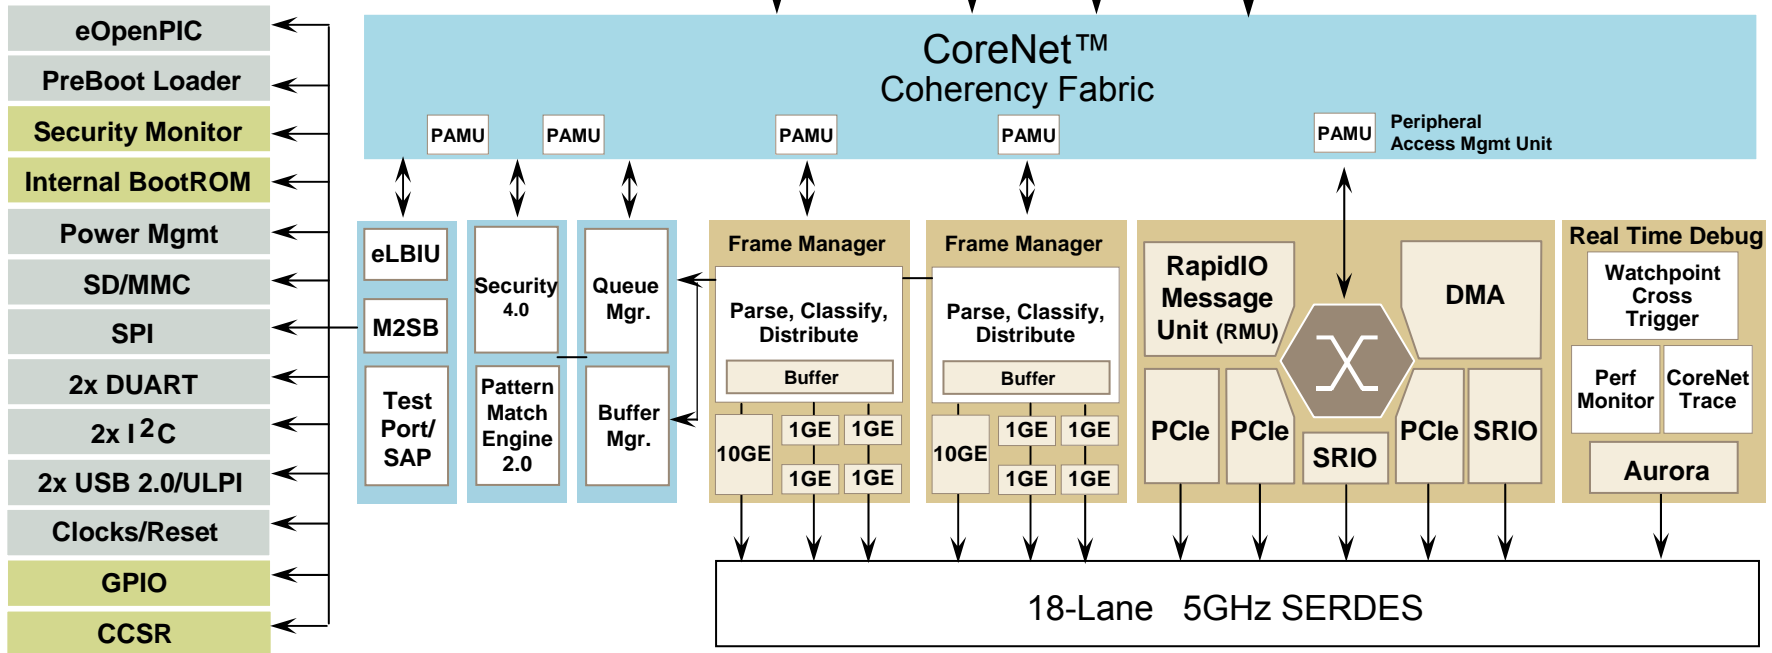 eOpenPIC
PreBoot Loader
Security Monitor
Internal BootROM
Power Mgmt
SD/MMC
SPI
2x DUART
2x I2C
2x USB 2.0/ULPI
Clocks/Reset
GPIO
CCSR
CoreNet™
Coherency Fabric
PAMU
PAMU
PAMU
PAMU
PAMU
Peripheral
Access Mgmt Unit
eLBIU
M2SB
Test
Port/
SAP
Security
4.0
Pattern
Match
Engine
2.0
Queue
Mgr.
Buffer
Mgr.
Frame Manager
Parse, Classify,
Distribute
Buffer
10GE
1GE
1GE
1GE
1GE
Frame Manager
Parse, Classify,
Distribute
Buffer
10GE
1GE
1GE
1GE
1GE
RapidIO
Message
Unit (RMU)
DMA
PCIe
PCIe
SRIO
PCIe
SRIO
Real Time Debug
Watchpoint
Cross
Trigger
Perf
Monitor
CoreNet
Trace
Aurora
18-Lane 5GHz SERDES